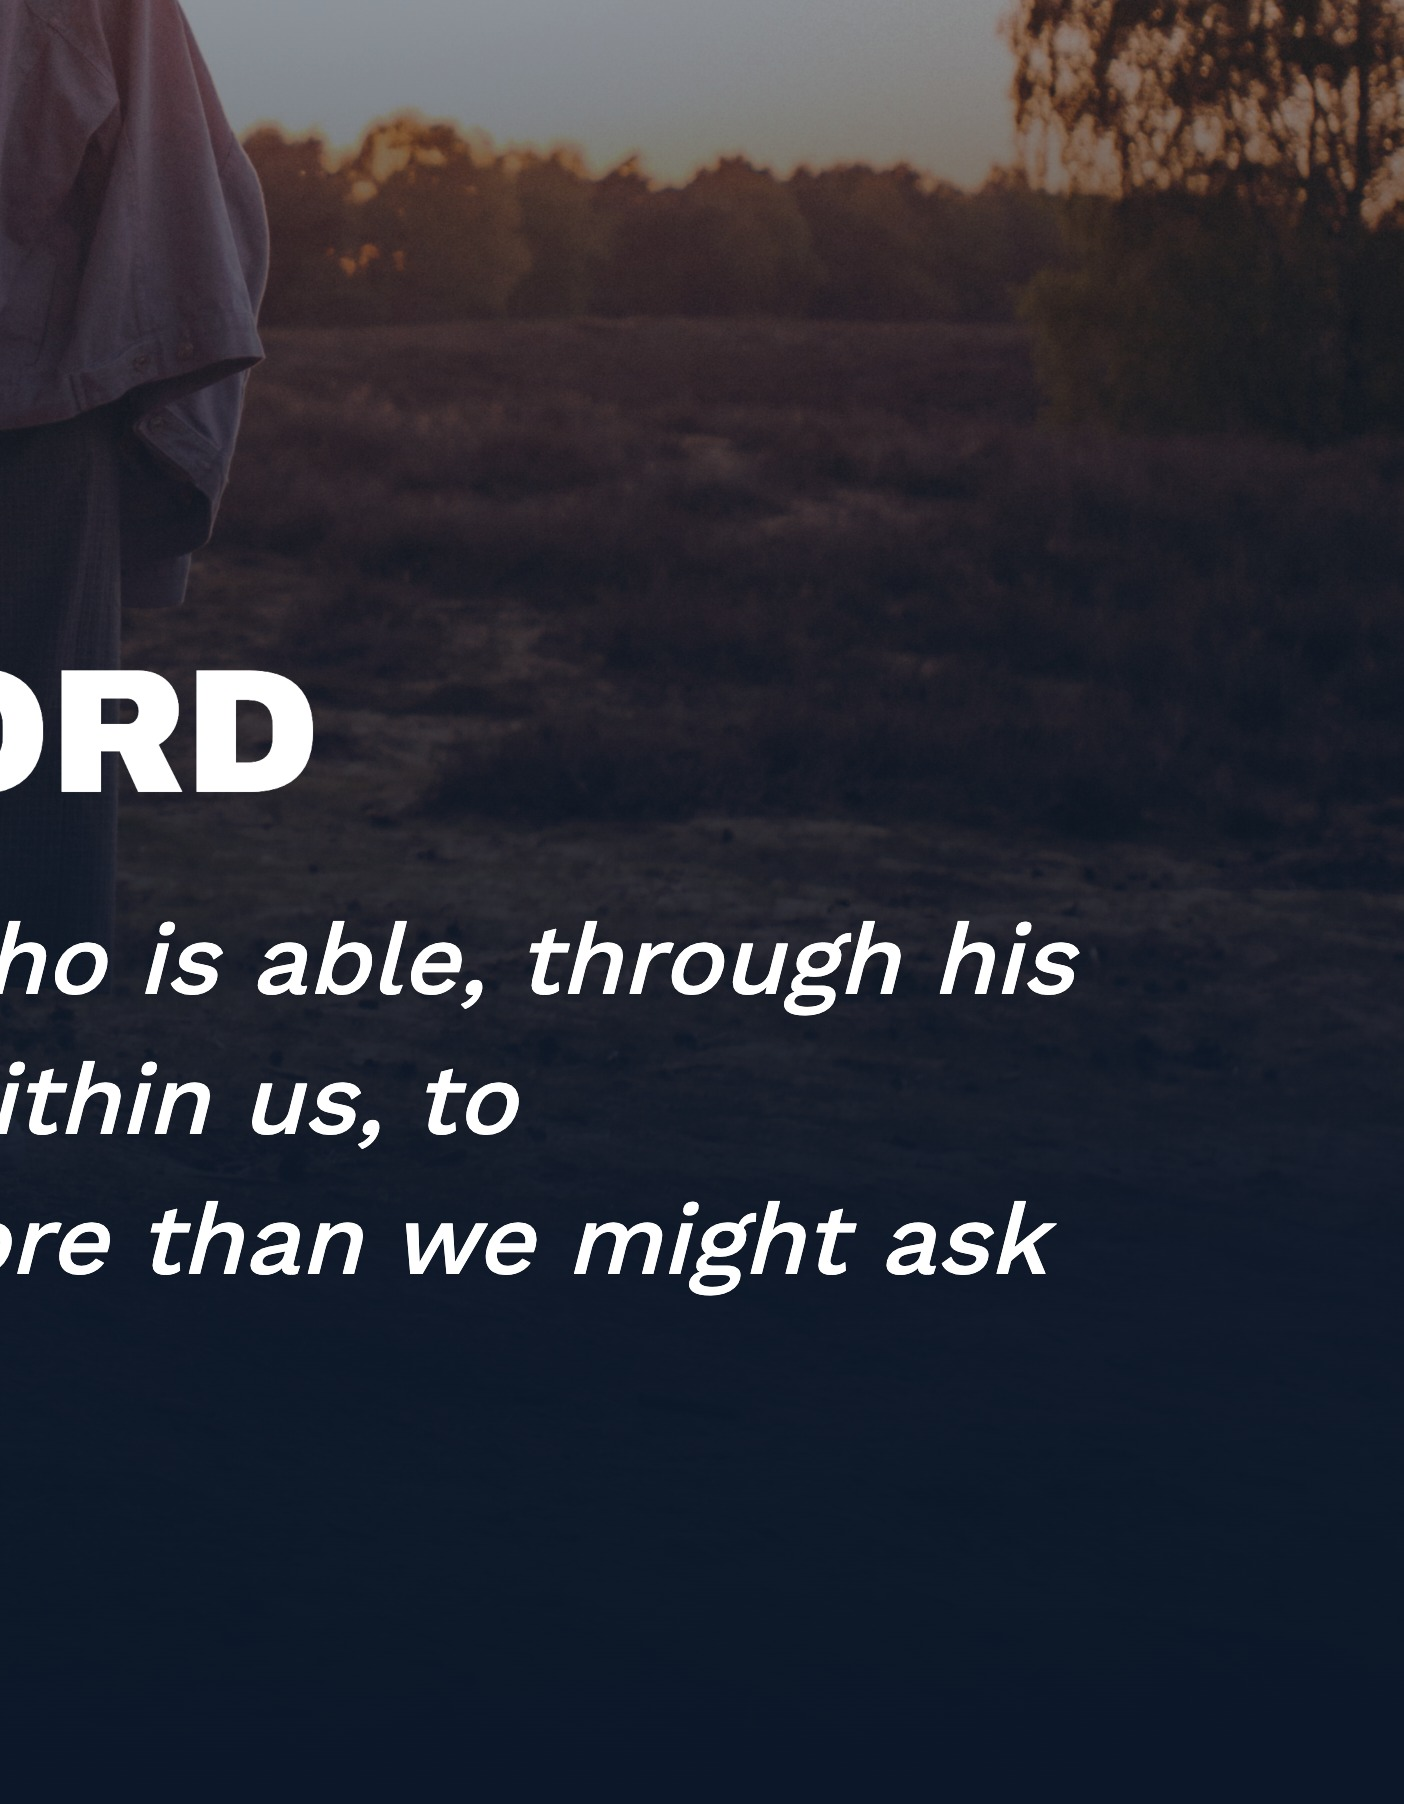 ORD
ho is able, through his
ithin us, to
ore than we might ask